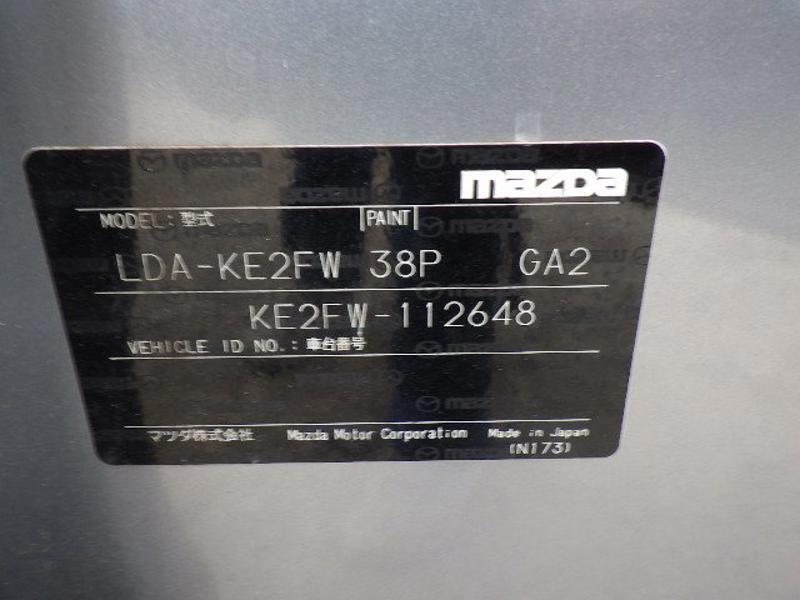 mazda
MODEL: 型式 PAINT
LDA-KE2FW 38P GA2
KE2FW-112648
VEHICLE ID NO.: 車台番号
マツダ株式会社 Mazda Motor Corporation Made in Japan
(N173)